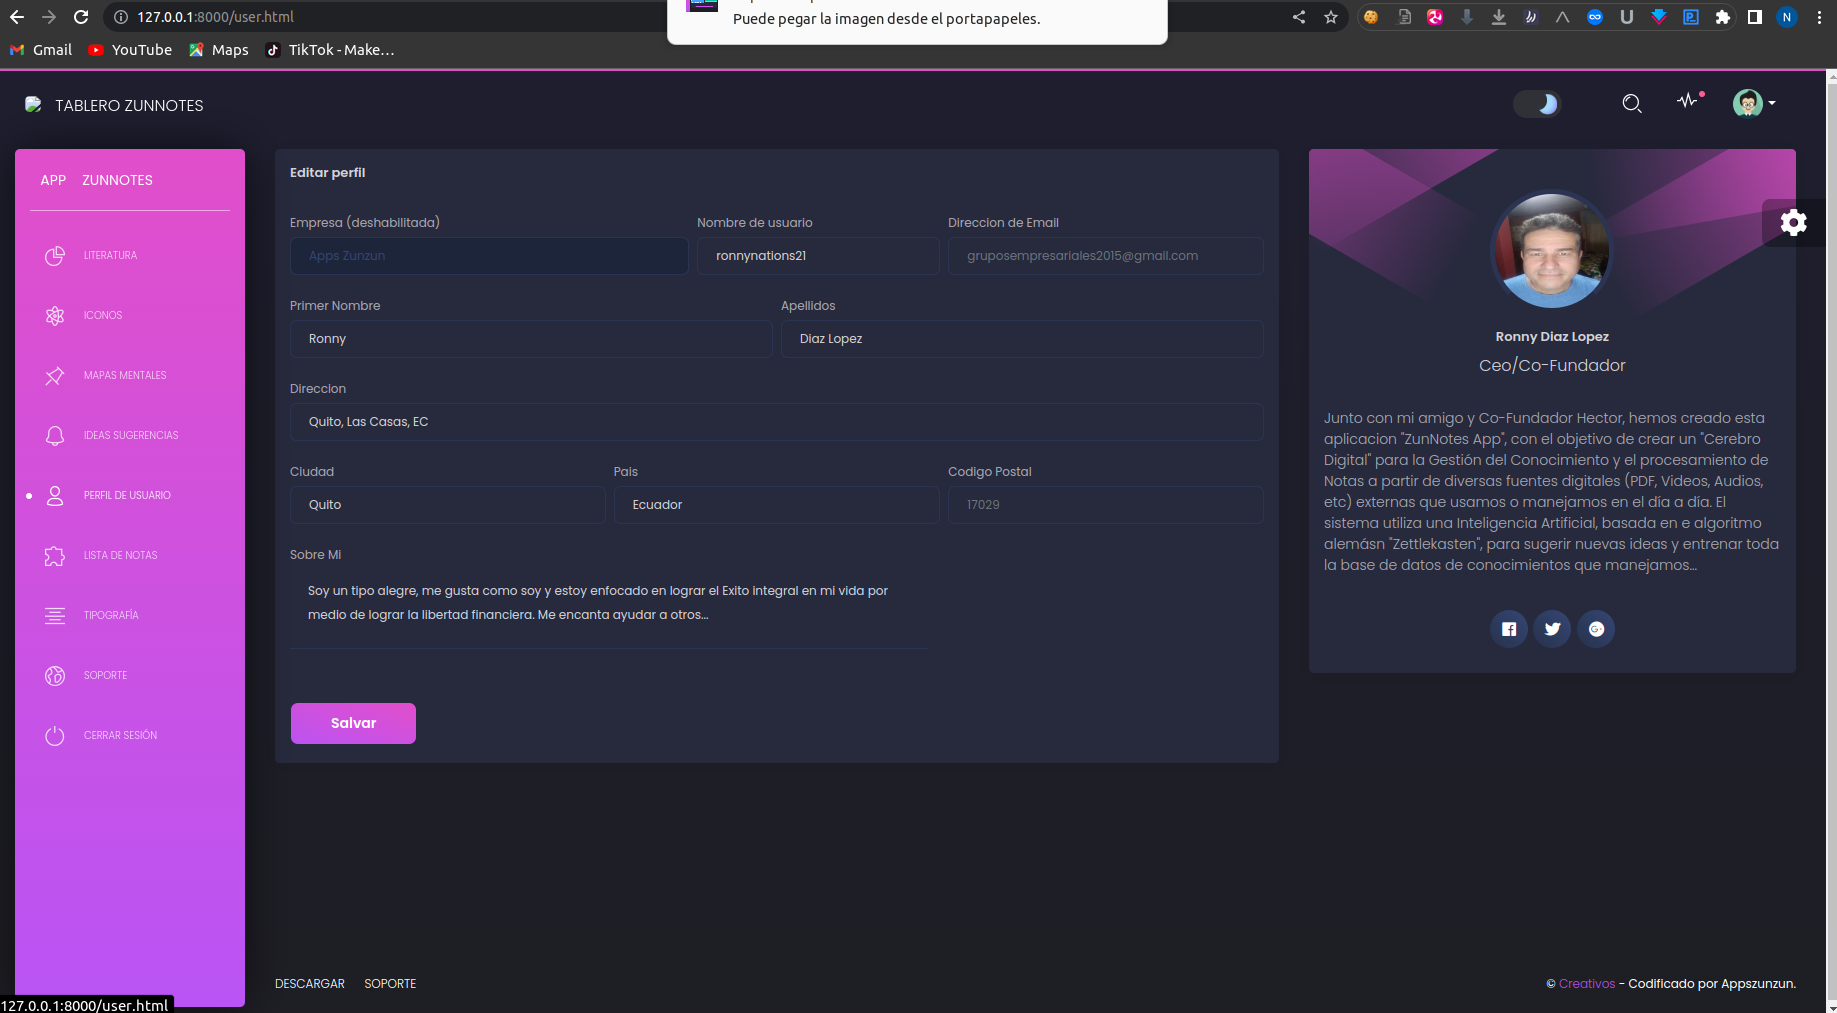 127.0.0.1:8000/user.html
Puede pegar la imagen desde el portapapeles.
N
Gmail
YouTube
Maps
TikTok - Make…
TABLERO ZUNNOTES
APP ZUNNOTES
LITERATURA
ICONOS
MAPAS MENTALES
IDEAS SUGERENCIAS
PERFIL DE USUARIO
LISTA DE NOTAS
TIPOGRAFÍA
SOPORTE
CERRAR SESIÓN
Editar perfil
Empresa (deshabilitada)
Nombre de usuario
Direccion de Email
Apps Zunzun
ronnynations21
gruposempresariales2015@gmail.com
Primer Nombre
Apellidos
Ronny
Diaz Lopez
Direccion
Quito, Las Casas, EC
Ciudad
Pais
Codigo Postal
Quito
Ecuador
17029
Sobre Mi
Soy un tipo alegre, me gusta como soy y estoy enfocado en lograr el Exito integral en mi vida por
medio de lograr la libertad financiera. Me encanta ayudar a otros...
Salvar
Ronny Diaz Lopez
Ceo/Co-Fundador
Junto con mi amigo y Co-Fundador Hector, hemos creado esta
aplicacion "ZunNotes App", con el objetivo de crear un "Cerebro
Digital" para la Gestión del Conocimiento y el procesamiento de
Notas a partir de diversas fuentes digitales (PDF, Videos, Audios,
etc) externas que usamos o manejamos en el día a día. El
sistema utiliza una Inteligencia Artificial, basada en e algoritmo
alemásn "Zettlekasten", para sugerir nuevas ideas y entrenar toda
la base de datos de conocimientos que manejamos...
DESCARGAR
SOPORTE
© Creativos - Codificado por Appszunzun.
127.0.0.1:8000/user.html